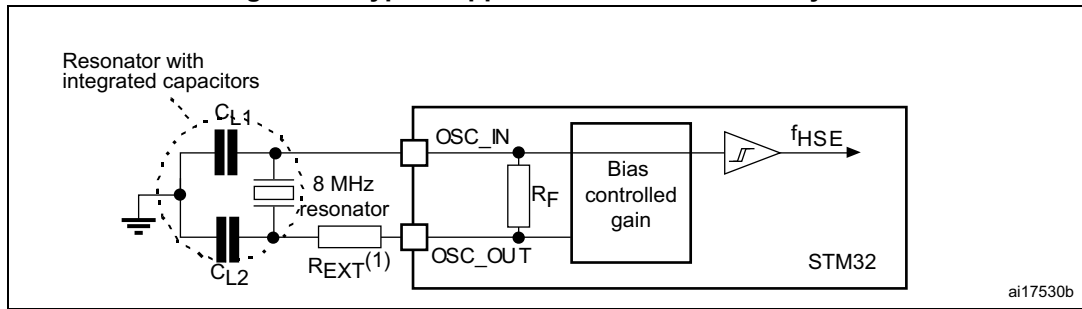 Resonator with
integrated capacitors
CL1
OSC_IN
fHSE
8 MHz
resonator
RF
Bias
controlled
gain
REXT(1)
OSC_OUT
CL2
STM32
ai17530b